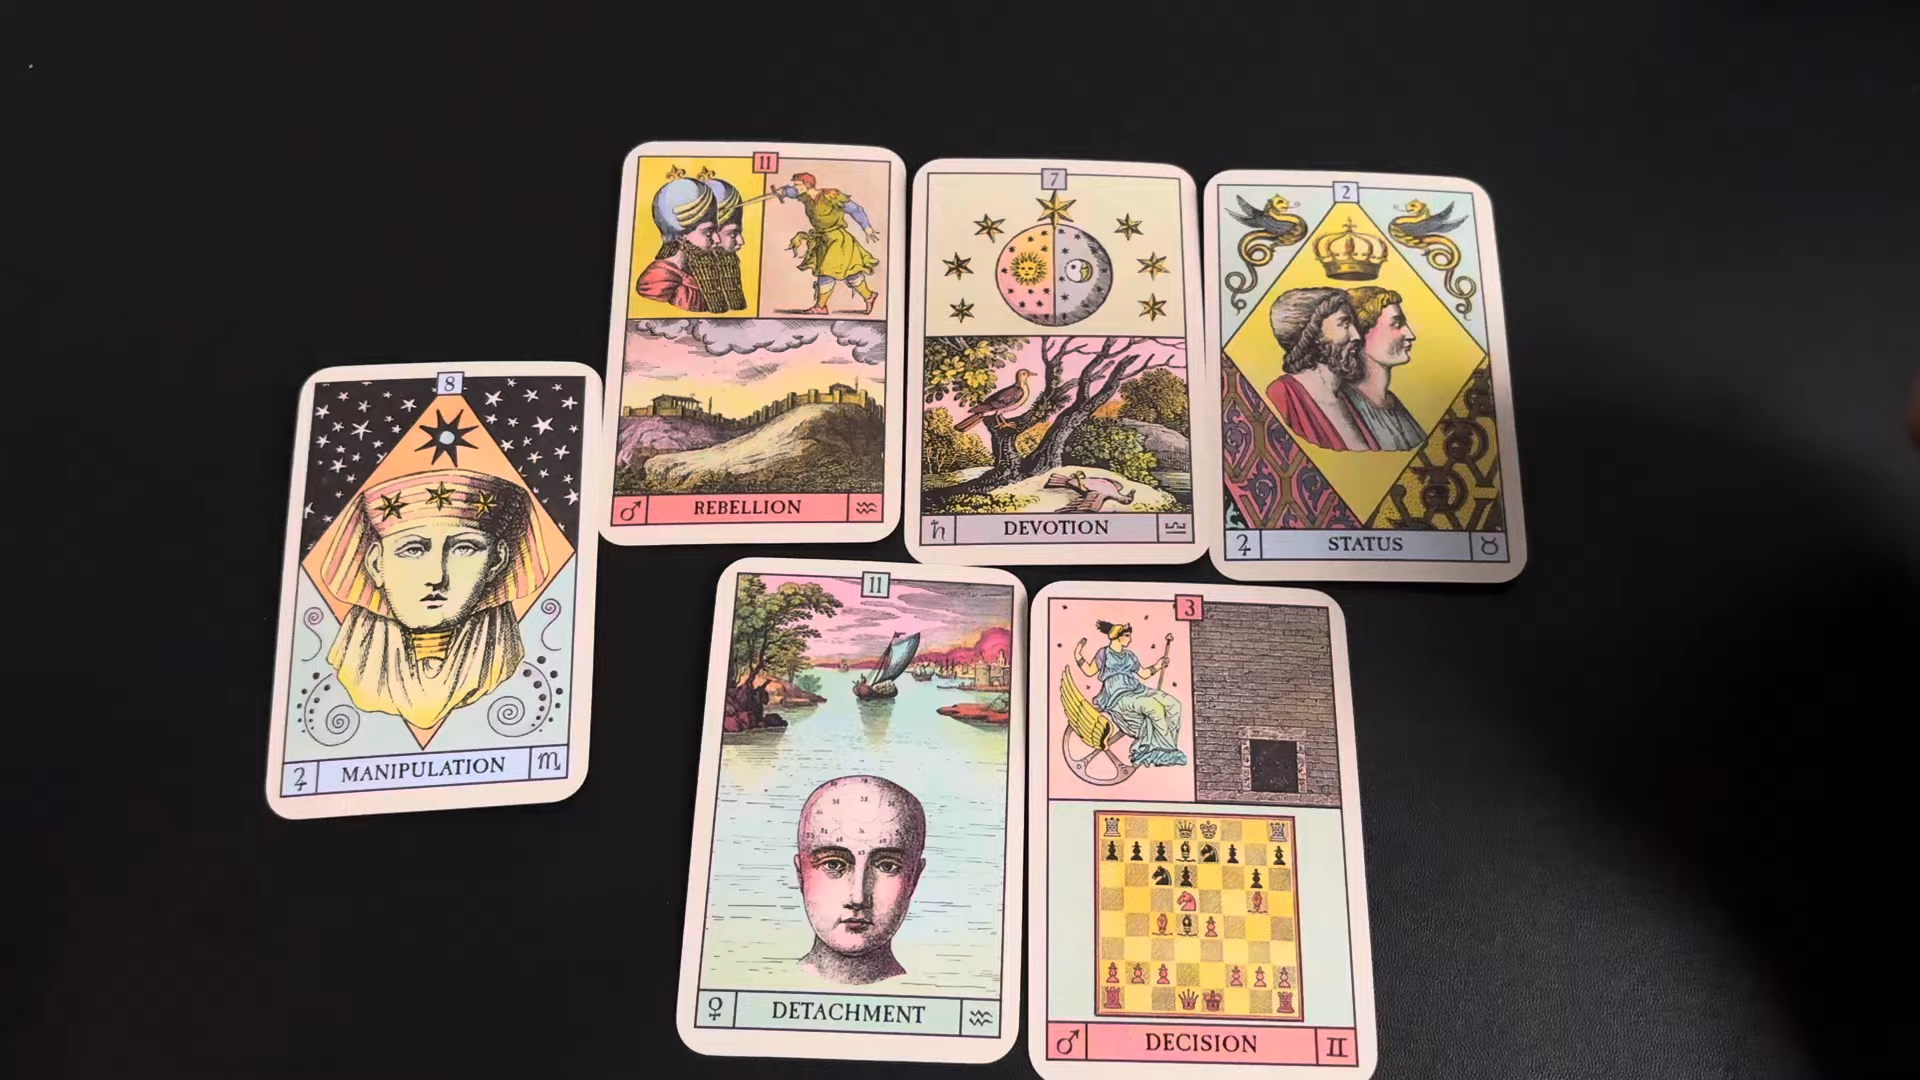 11
REBELLION
7
DEVOTION
2
STATUS
8
MANIPULATION
11
DETACHMENT
3
DECISION